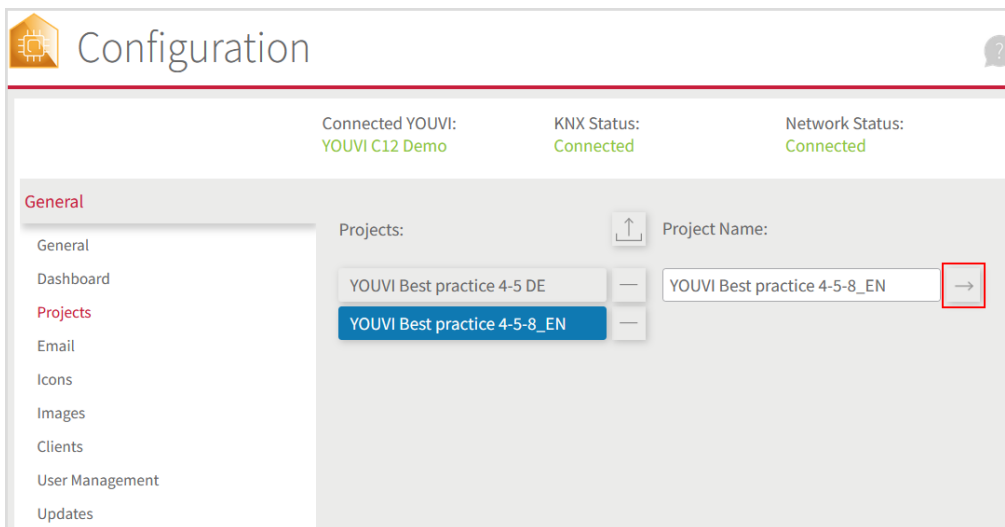 Configuration
?
Connected YOUVI:
YOUVI C12 Demo
KNX Status:
Connected
Network Status:
Connected
General
General
Dashboard
Projects
Email
Icons
Images
Clients
User Management
Updates
Projects:
YOUVI Best practice 4-5 DE
YOUVI Best practice 4-5-8_EN
Project Name:
YOUVI Best practice 4-5-8_EN